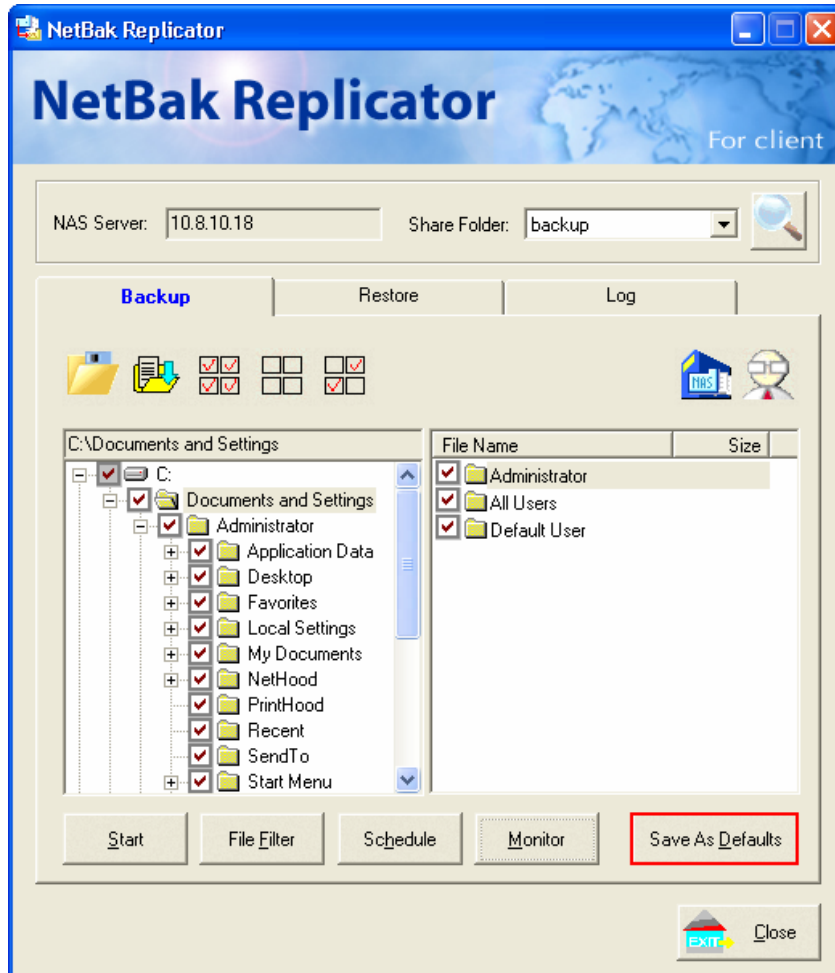 NetBak Replicator
NetBak Replicator
For client
NAS Server: 10.8.10.18 Share Folder: backup
Backup Restore Log
NAS
C:\Documents and Settings
C:
Documents and Settings
Administrator
Application Data
Desktop
Favorites
Local Settings
My Documents
NetHood
PrintHood
Recent
SendTo
Start Menu
File Name Size
Administrator
All Users
Default User
Start File Filter Schedule Monitor Save As Defaults
EXIT Close